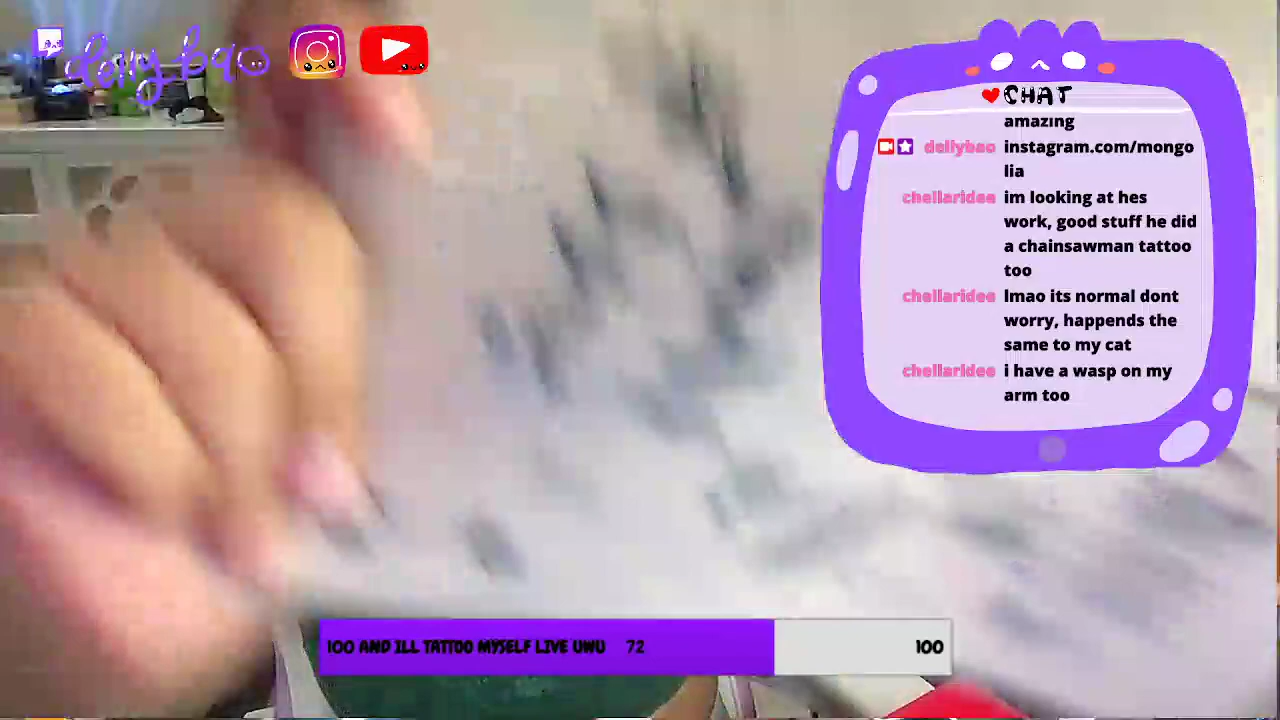 dellybao
CHAT
amazing
dellybao instagram.com/mongo
lia
chellaridee im looking at hes
work, good stuff he did
a chainsawman tattoo
too
chellaridee lmao its normal dont
worry, happends the
same to my cat
chellaridee i have a wasp on my
arm too
100 AND ILL TATTOO MYSELF LIVE UWU 72 100